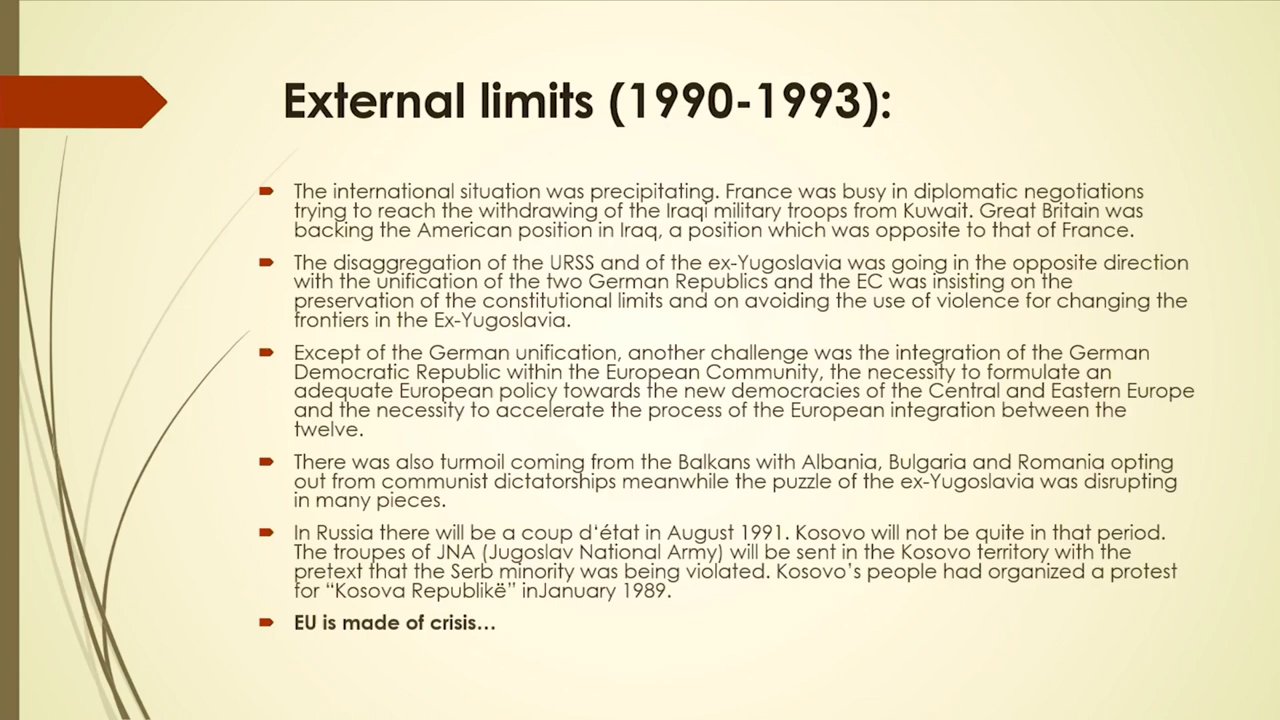 External limits (1990-1993):
The international situation was precipitating. France was busy in diplomatic negotiations
trying to reach the withdrawing of the Iraqi military troops from Kuwait. Great Britain was
backing the American position in Iraq, a position which was opposite to that of France.
The disaggregation of the URSS and of the ex-Yugoslavia was going in the opposite direction
with the unification of the two German Republics and the EC was insisting on the
preservation of the constitutional limits and on avoiding the use of violence for changing the
frontiers in the Ex-Yugoslavia.
Except of the German unification, another challenge was the integration of the German
Democratic Republic within the European Community, the necessity to formulate an
adequate European policy towards the new democracies of the Central and Eastern Europe
and the necessity to accelerate the process of the European integration between the
twelve.
There was also turmoil coming from the Balkans with Albania, Bulgaria and Romania opting
out from communist dictatorships meanwhile the puzzle of the ex-Yugoslavia was disrupting
in many pieces.
In Russia there will be a coup d‘état in August 1991. Kosovo will not be quite in that period.
The troupes of JNA (Jugoslav National Army) will be sent in the Kosovo territory with the
pretext that the Serb minority was being violated. Kosovo’s people had organized a protest
for “Kosova Republikë” inJanuary 1989.
EU is made of crisis…